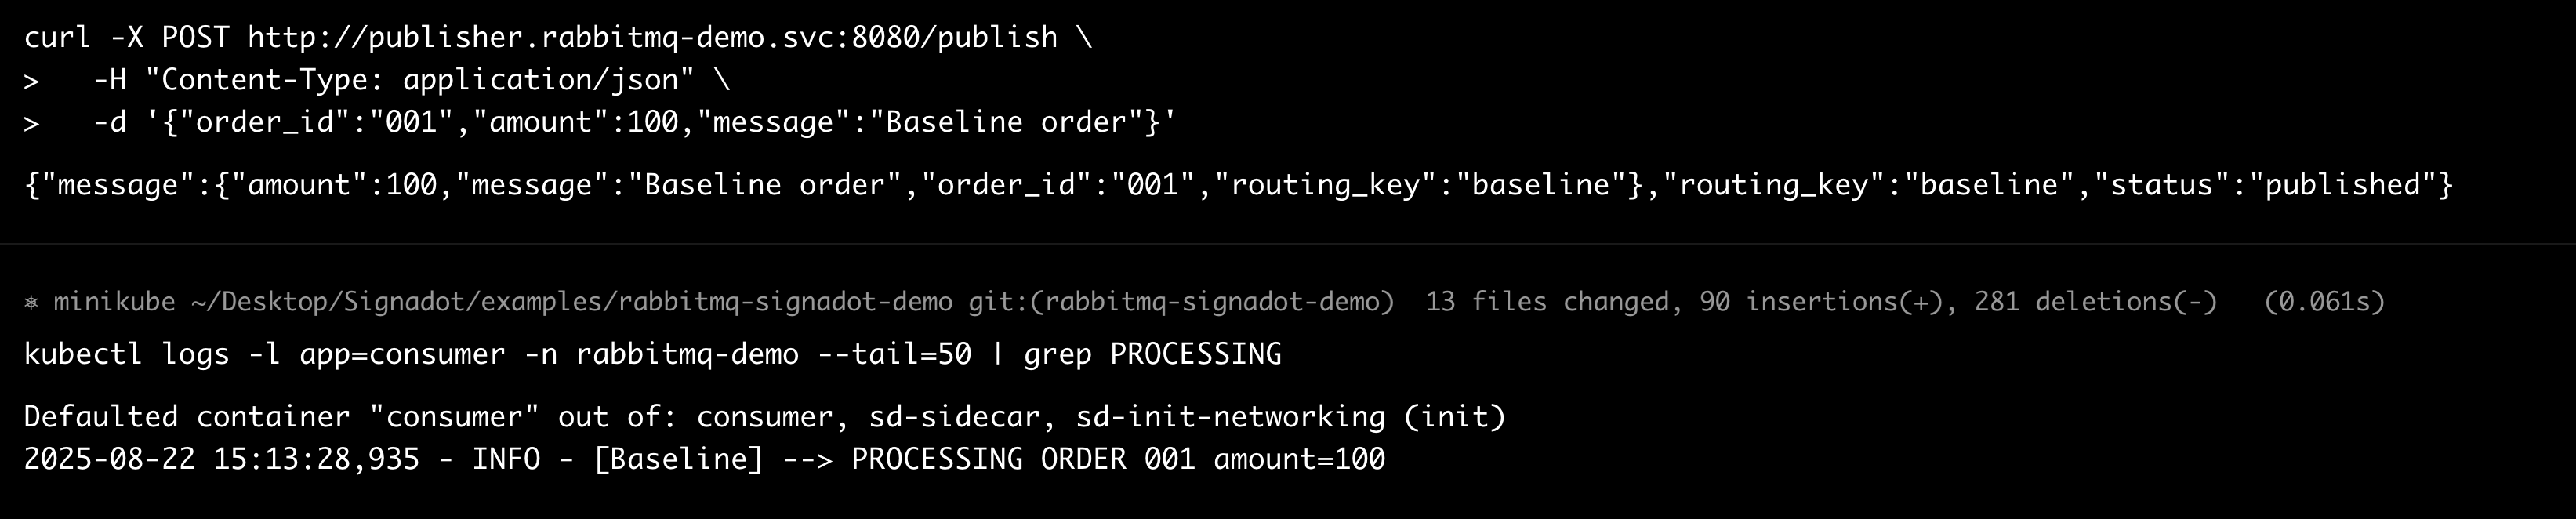 curl -X POST http://publisher.rabbitmq-demo.svc:8080/publish \
>   -H "Content-Type: application/json" \
>   -d '{"order_id":"001","amount":100,"message":"Baseline order"}'
{"message":{"amount":100,"message":"Baseline order","order_id":"001","routing_key":"baseline"},"routing_key":"baseline","status":"published"}
⎈ minikube ~/Desktop/Signadot/examples/rabbitmq-signadot-demo git:(rabbitmq-signadot-demo)  13 files changed, 90 insertions(+), 281 deletions(-)   (0.061s)
kubectl logs -l app=consumer -n rabbitmq-demo --tail=50 | grep PROCESSING
Defaulted container "consumer" out of: consumer, sd-sidecar, sd-init-networking (init)
2025-08-22 15:13:28,935 - INFO - [Baseline] --> PROCESSING ORDER 001 amount=100